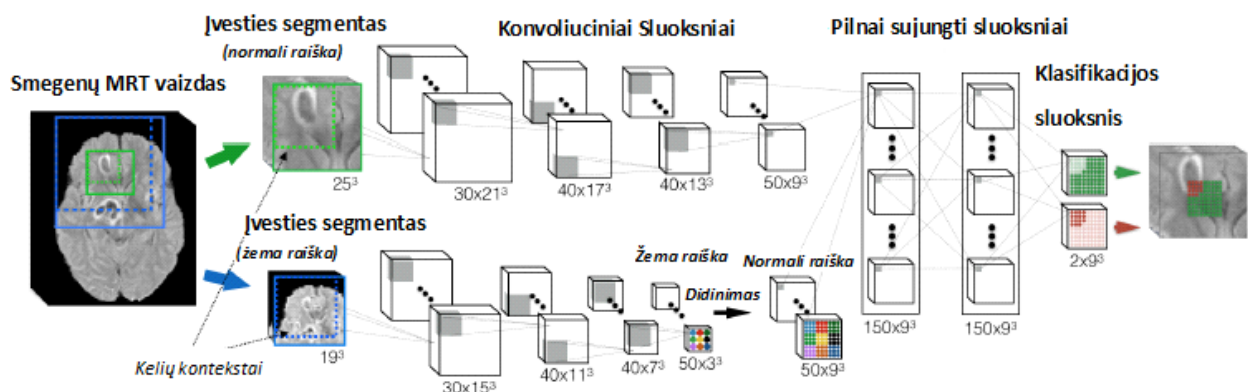 Smegenų MRT vaizdas
Įvesties segmentas
(normali raiška)
25³
Konvoliuciniai Sluoksniai
30x21³
40x17³
40x13³
50x9³
Pilnai sujungti sluoksniai
Klasifikacijos
sluoksnis
Įvesties segmentas
(žema raiška)
19³
Kelių kontekstai
30x15³
40x11³
40x7³
Žema raiška
50x3³
Didinimas
Normali raiška
50x9³
150x9³
150x9³
2x9³